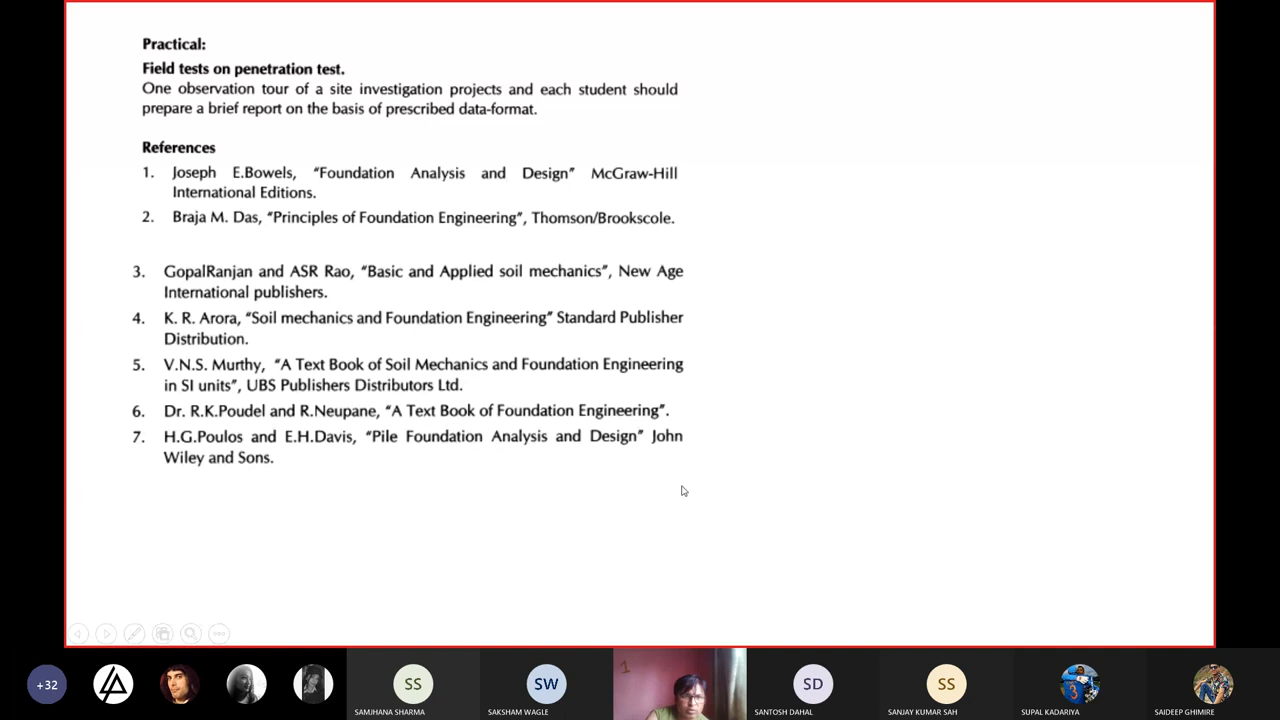 Practical:
Field tests on penetration test.
One observation tour of a site investigation projects and each student should
prepare a brief report on the basis of prescribed data-format.
References
1. Joseph E.Bowels, “Foundation Analysis and Design” McGraw-Hill
International Editions.
2. Braja M. Das, “Principles of Foundation Engineering”, Thomson/Brookscole.
3. GopalRanjan and ASR Rao, “Basic and Applied soil mechanics”, New Age
International publishers.
4. K. R. Arora, “Soil mechanics and Foundation Engineering” Standard Publisher
Distribution.
5. V.N.S. Murthy, “A Text Book of Soil Mechanics and Foundation Engineering
in SI units”, UBS Publishers Distributors Ltd.
6. Dr. R.K.Poudel and R.Neupane, “A Text Book of Foundation Engineering”.
7. H.G.Poulos and E.H.Davis, “Pile Foundation Analysis and Design” John
Wiley and Sons.
+32
SS
SW
1
SD
SS
3
SAMJHANA SHARMA
SAKSHAM WAGLE
SANTOSH DAHAL
SANJAY KUMAR SAH
SUPAL KADARIYA
SAIDEEP GHIMIRE